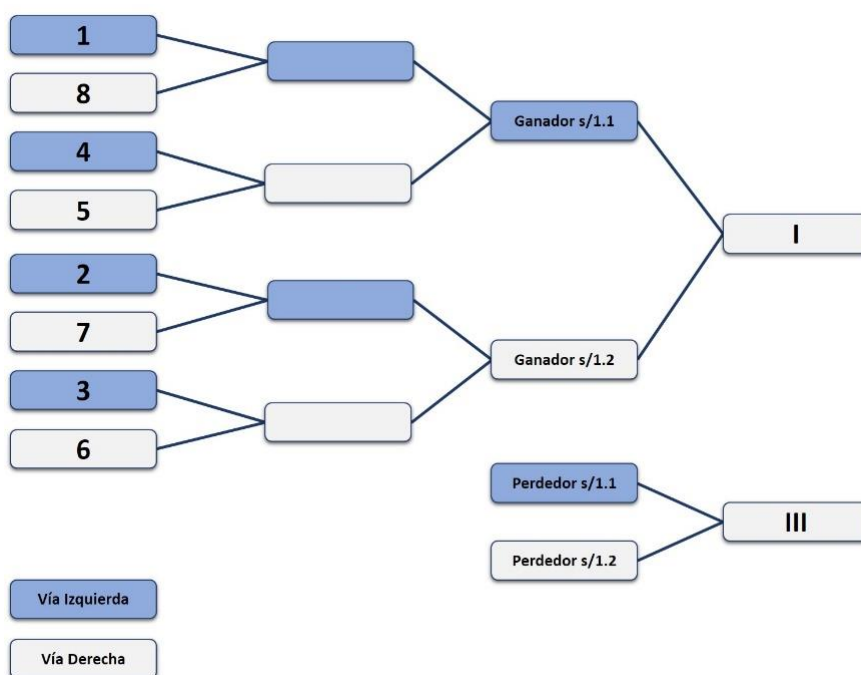 1
8
4
5
2
7
3
6
Ganador s/1.1
Ganador s/1.2
I
Perdedor s/1.1
Perdedor s/1.2
III
Vía Izquierda
Vía Derecha